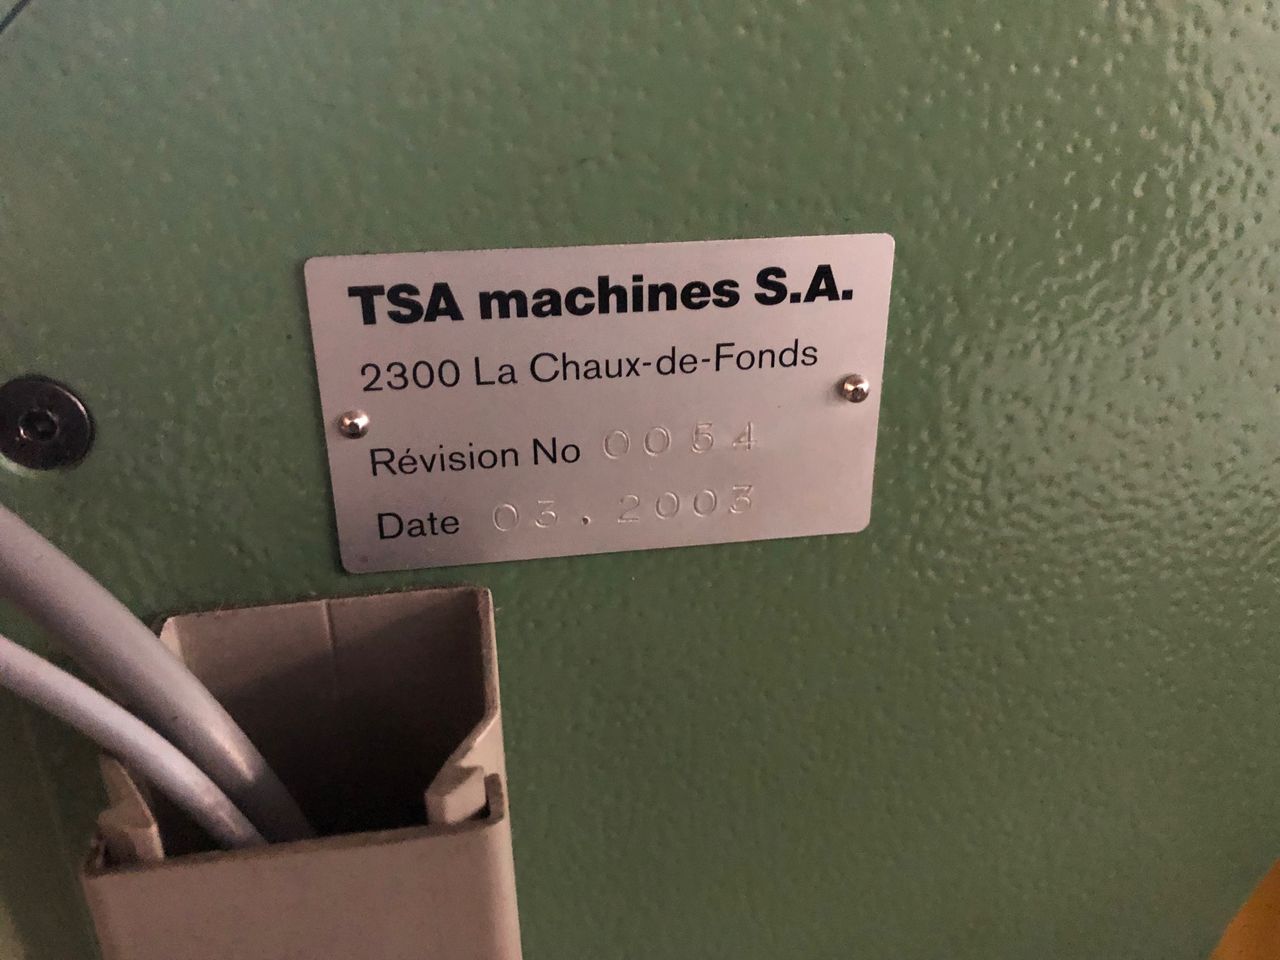 TSA machines S.A.
2300 La Chaux-de-Fonds
Révision No 0054
Date 03.2003